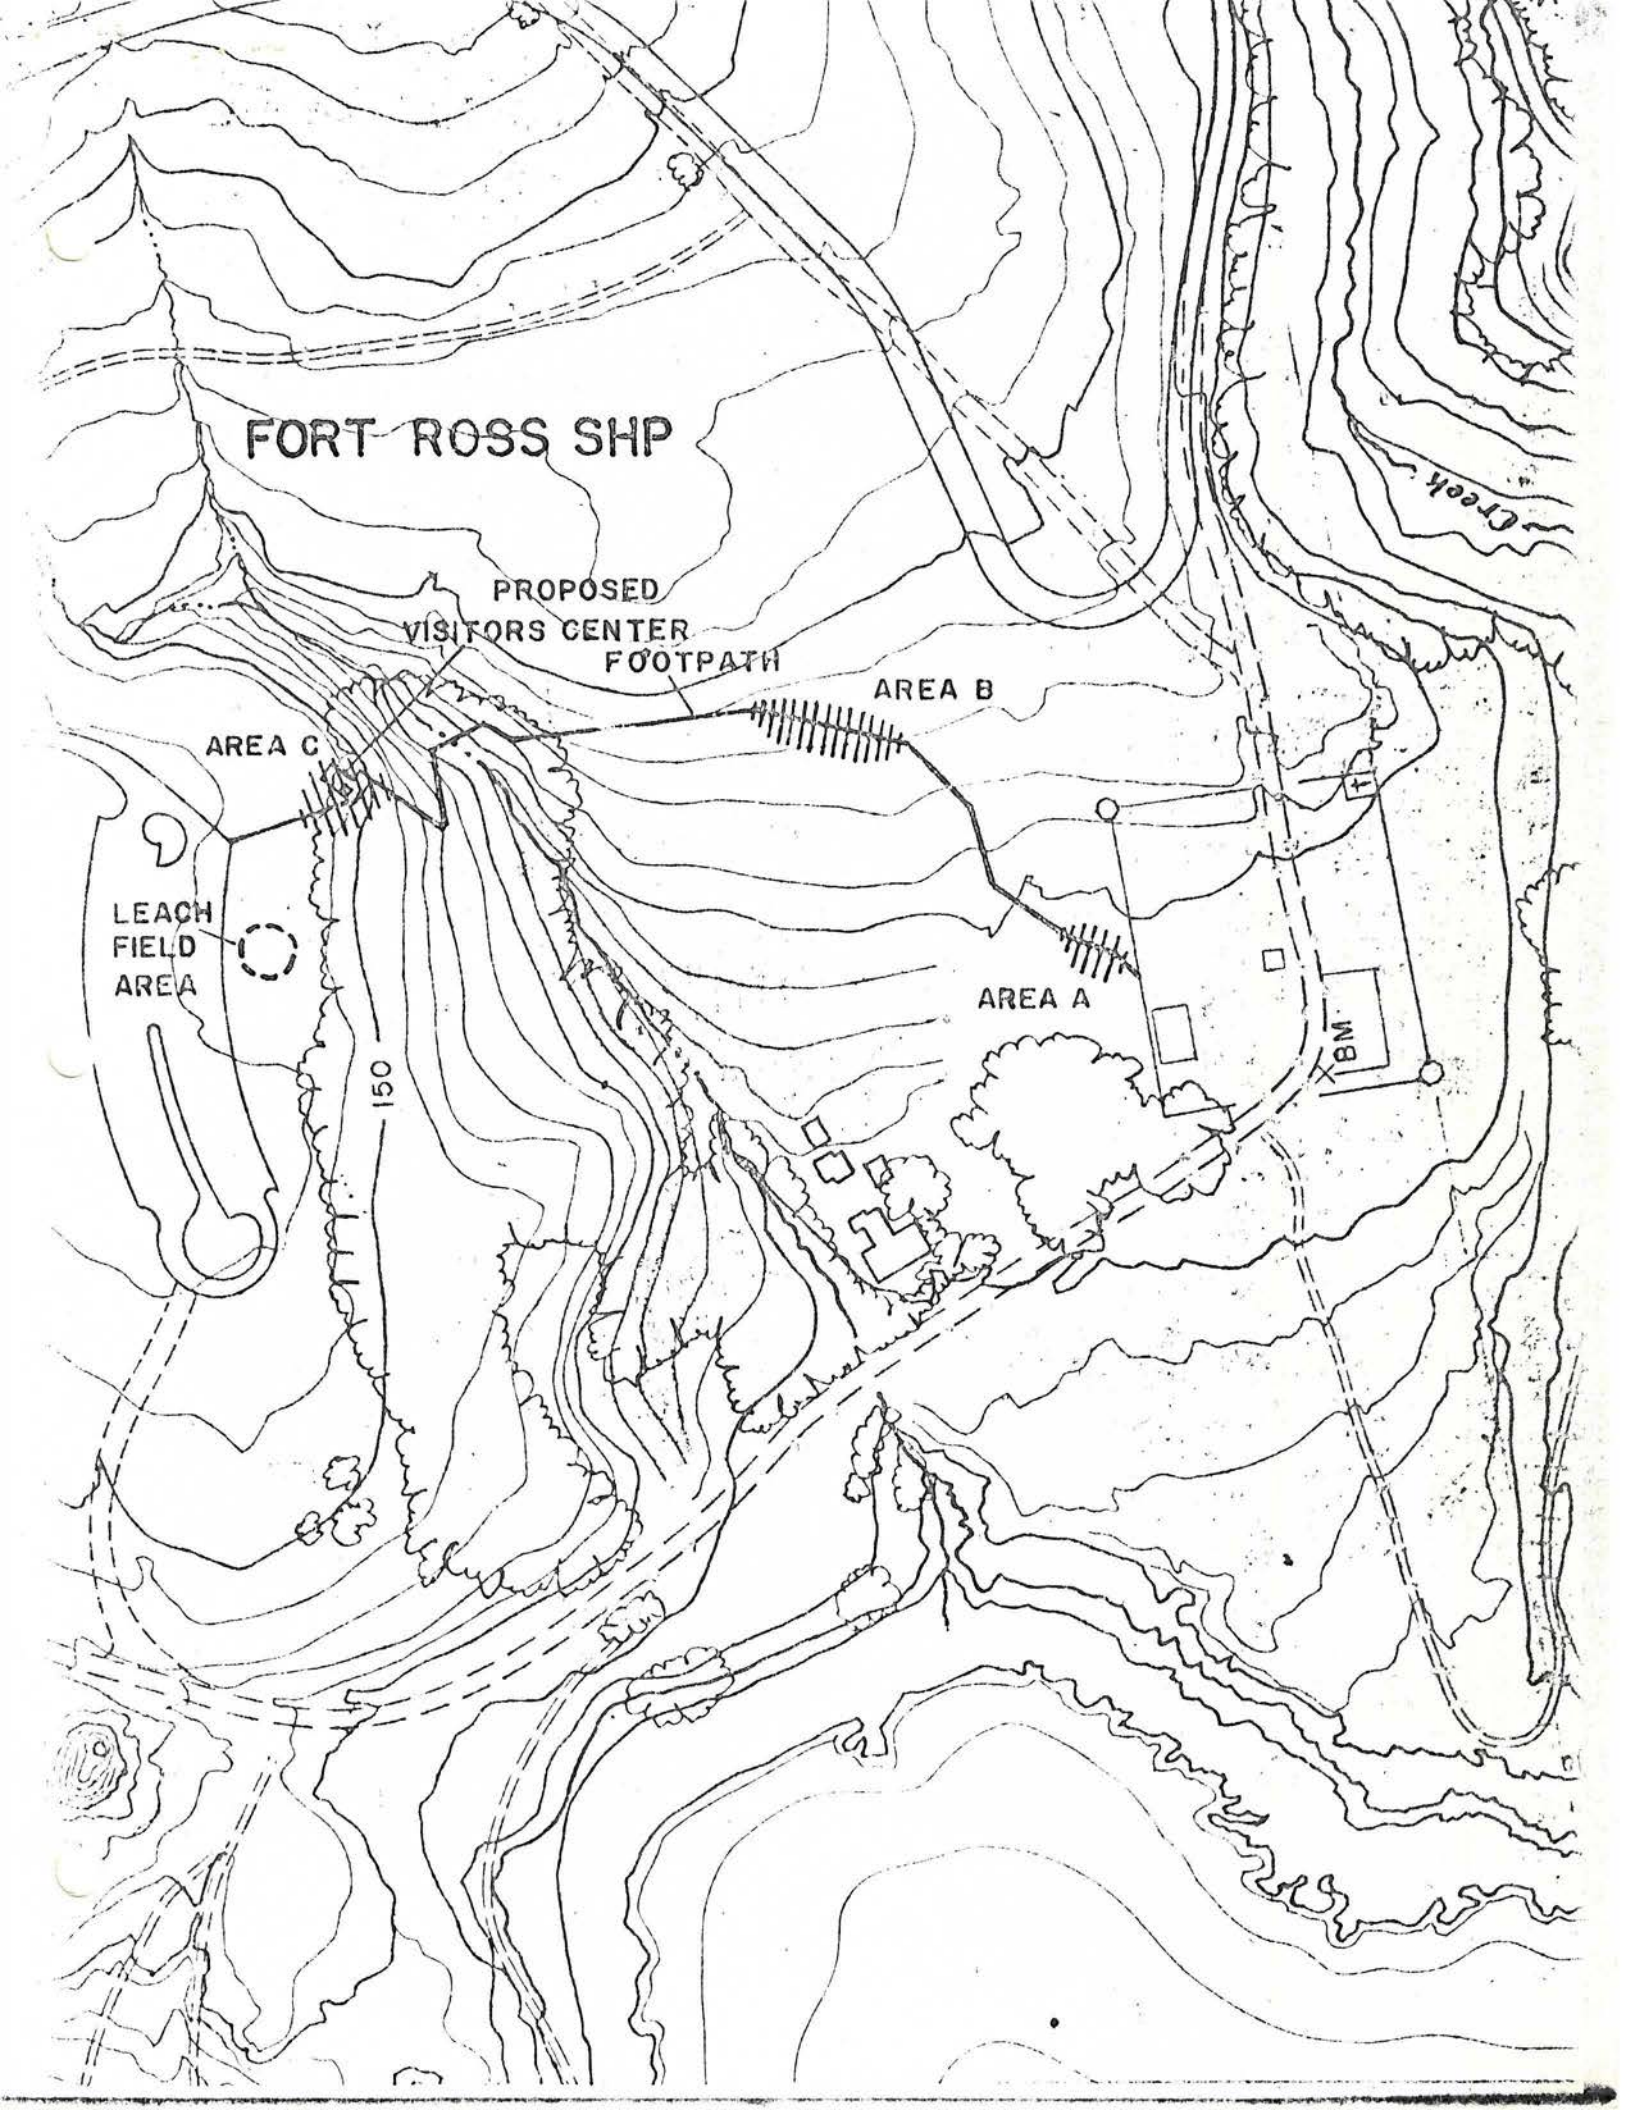 FORT ROSS SHP
Creek
PROPOSED
VISITORS CENTER
FOOTPATH
AREA B
AREA C
LEACH
FIELD
AREA
AREA A
150
BM